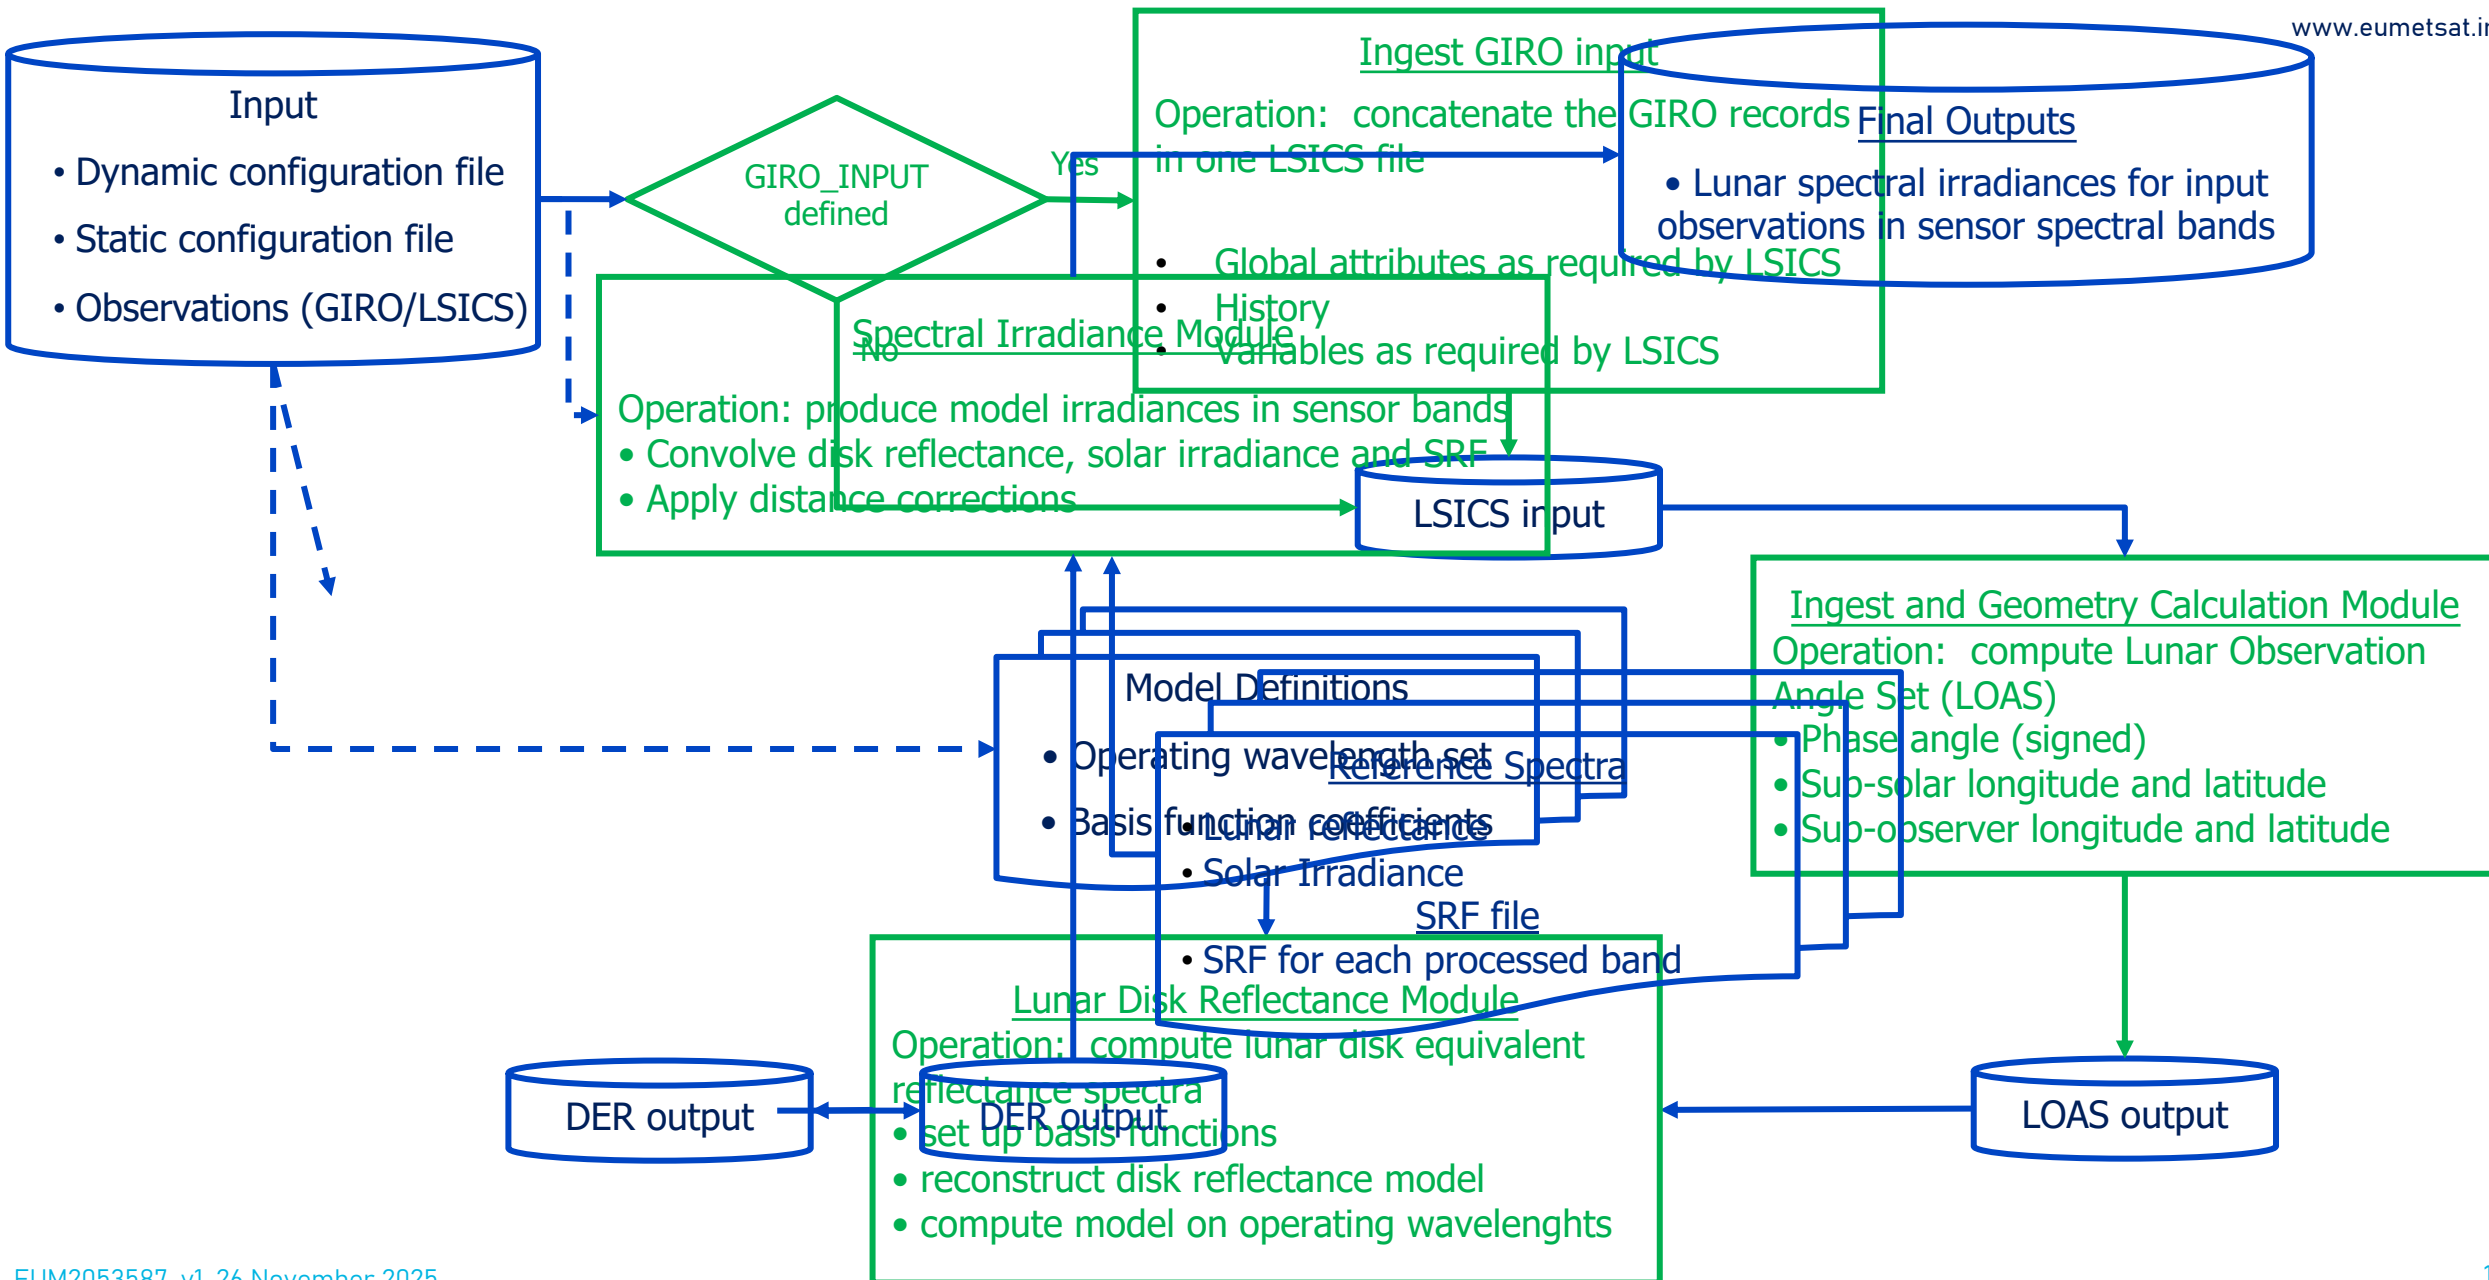 www.eumetsat.in
Input
• Dynamic configuration file
• Static configuration file
• Observations (GIRO/LSICS)
GIRO_INPUT
defined
Yes
No
Ingest GIRO input
Operation: concatenate the GIRO records
in one LSICS file
• Global attributes as required by LSICS
• History
• Variables as required by LSICS
Final Outputs
• Lunar spectral irradiances for input
observations in sensor spectral bands
Spectral Irradiance Module
Operation: produce model irradiances in sensor bands
• Convolve disk reflectance, solar irradiance and SRF
• Apply distance corrections
LSICS input
Ingest and Geometry Calculation Module
Operation: compute Lunar Observation
Angle Set (LOAS)
• Phase angle (signed)
• Sub-solar longitude and latitude
• Sub-observer longitude and latitude
Model Definitions
• Operating wavelength set
• Basis function coefficients
Reference Spectra
• Lunar reflectance
• Solar Irradiance
SRF file
• SRF for each processed band
Lunar Disk Reflectance Module
Operation: compute lunar disk equivalent
reflectance spectra
• set up basis functions
• reconstruct disk reflectance model
• compute model on operating wavelenghts
DER output
DER output
LOAS output
EUM2053587, v1, 26 November 2025
1